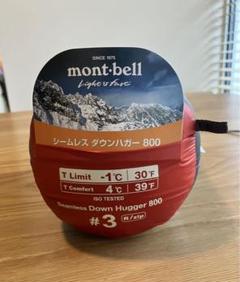 SINCE 1975
mont-bell
Light & Fast
シームレス ダウンハガー 800
T Limit -1℃ 30℉
T Comfort 4℃ 39℉
ISO TESTED
Seamless Down Hugger 800
#3 R/zip